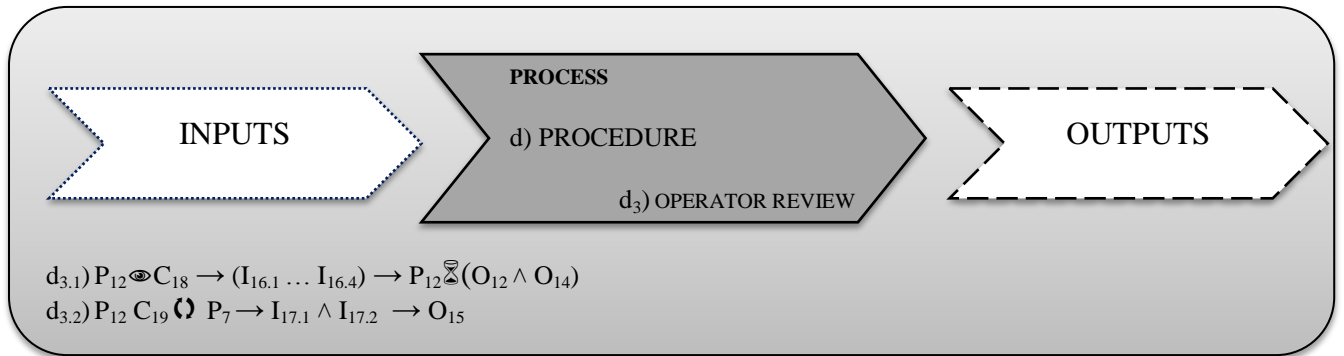 INPUTS
PROCESS
d) PROCEDURE
d₃) OPERATOR REVIEW
OUTPUTS
d₃.₁) P₁₂👁C₁₈ → (I₁₆.₁ … I₁₆.₄) → P₁₂⏳(O₁₂ ∧ O₁₄)
d₃.₂) P₁₂ C₁₉ 🗘 P₇ → I₁₇.₁ ∧ I₁₇.₂ → O₁₅